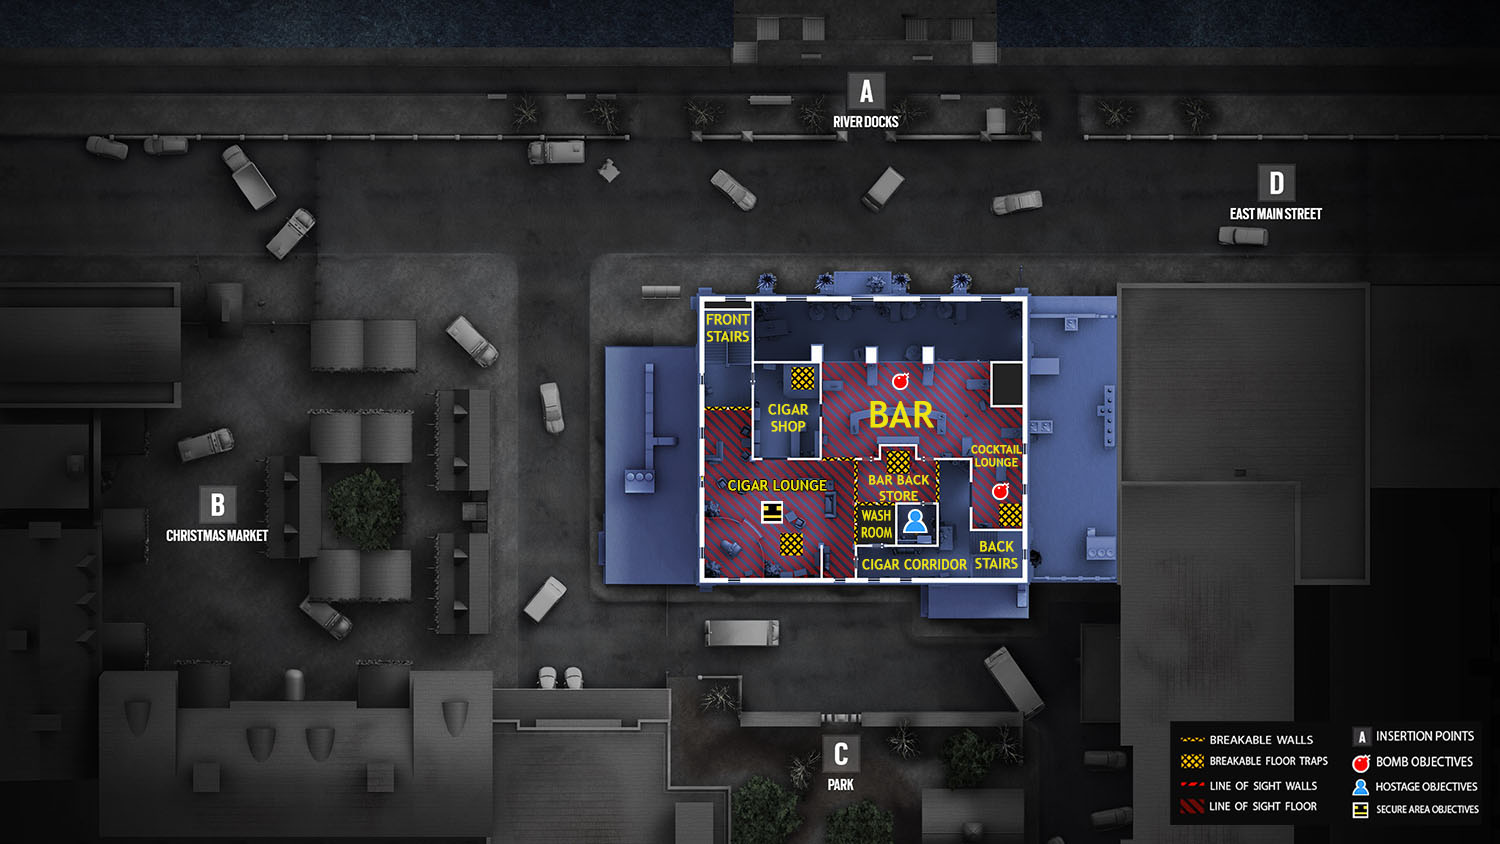 A
RIVER DOCKS
D
EAST MAIN STREET
FRONT
STAIRS
CIGAR
SHOP
BAR
COCKTAIL
LOUNGE
CIGAR LOUNGE
BAR BACK
STORE
WASH
ROOM
BACK
STAIRS
CIGAR CORRIDOR
B
CHRISTMAS MARKET
C
PARK
BREAKABLE WALLS
BREAKABLE FLOOR TRAPS
LINE OF SIGHT WALLS
LINE OF SIGHT FLOOR
A INSERTION POINTS
BOMB OBJECTIVES
HOSTAGE OBJECTIVES
SECURE AREA OBJECTIVES